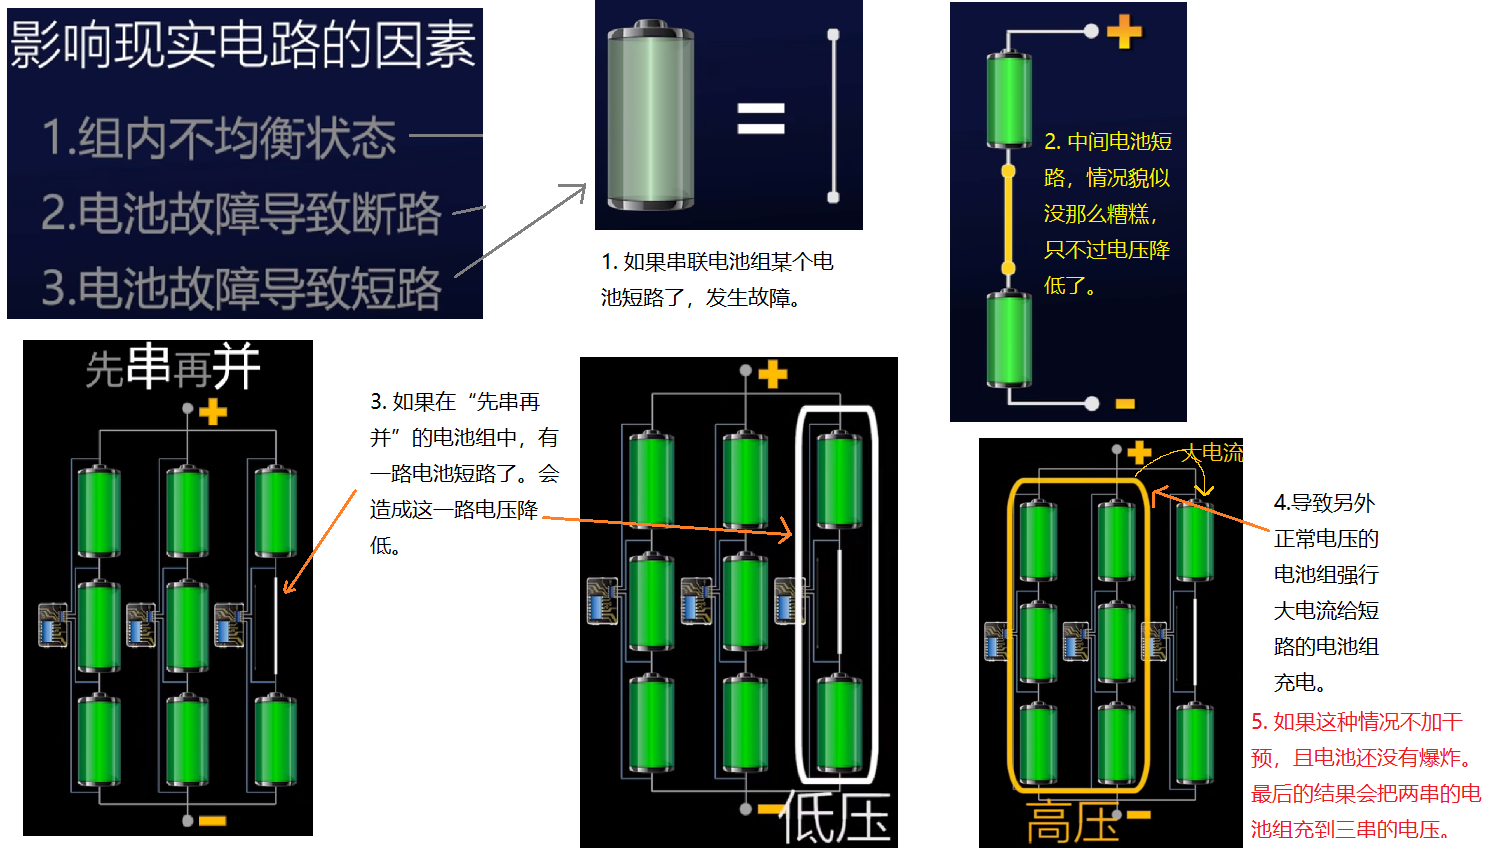 影响现实电路的因素
1.组内不均衡状态
2.电池故障导致断路
3.电池故障导致短路
1. 如果串联电池组某个电
池短路了，发生故障。
2. 中间电池短
路，情况貌似
没那么糟糕，
只不过电压降
低了。
先串再并
3. 如果在“先串再
并”的电池组中，有
一路电池短路了。会
造成这一路电压降
低。
低压
大电流
高压
4.导致另外
正常电压的
电池组强行
大电流给短
路的电池组
充电。
5. 如果这种情况不加干
预，且电池还没有爆炸。
最后的结果会把两串的电
池组充到三串的电压。